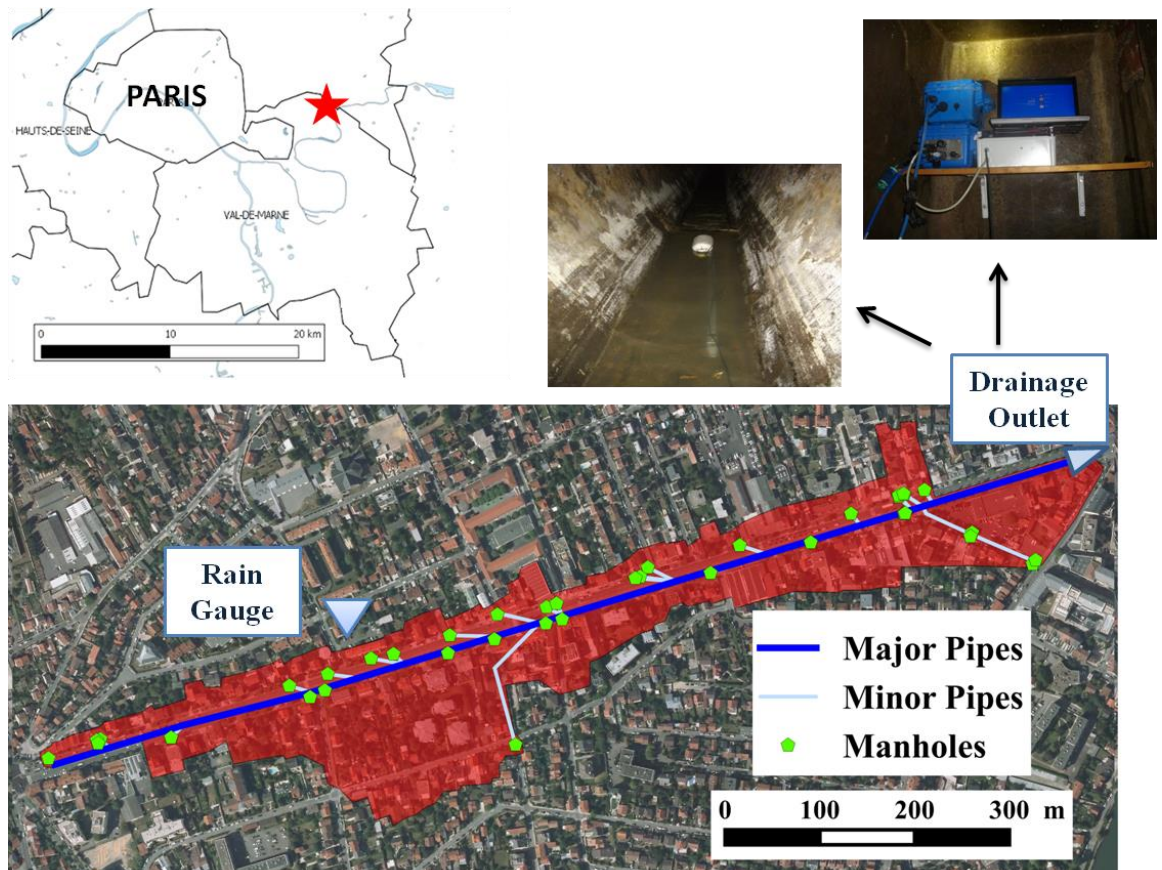 PARIS
PARIS
HAUTS-DE-SEINE
VAL-DE-MARNE
0 10 20 km
Drainage
Outlet
Rain
Gauge
Major Pipes
Minor Pipes
Manholes
0 100 200 300 m